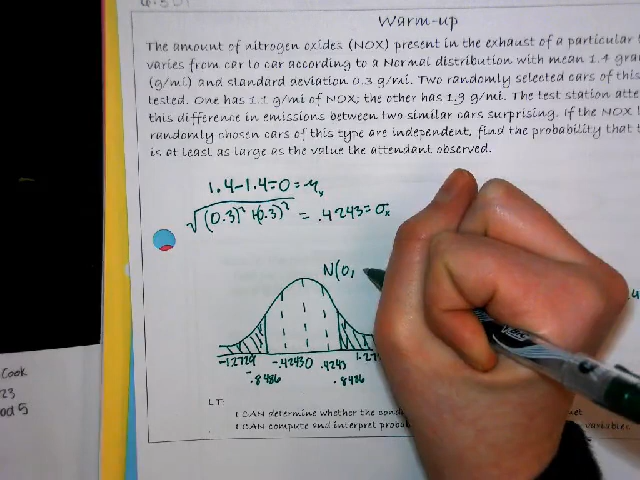 Warm-up
The amount of nitrogen oxides (NOX) present in the exhaust of a particular
varies from car to car according to a Normal distribution with mean 1.4
(g/mi) and standard deviation 0.3 g/mi. Two randomly selected cars of this
tested. One has 1.1 g/mi of NOX; the other has 1.9 g/mi. The test station
this difference in emissions between two similar cars surprising. If the NOX
randomly chosen cars of this type are independent, find the probability that
is at least as large as the value the attendant observed.
1.4-1.4=0=
√(0.3)²+(0.3)² = .4243=σₓ
N(0,
-1.2729 -.4243 0 .4243 1.27
-.8486 .8486
Cook
23
od 5
LT:
I CAN determine whether the
I CAN compute and interpret